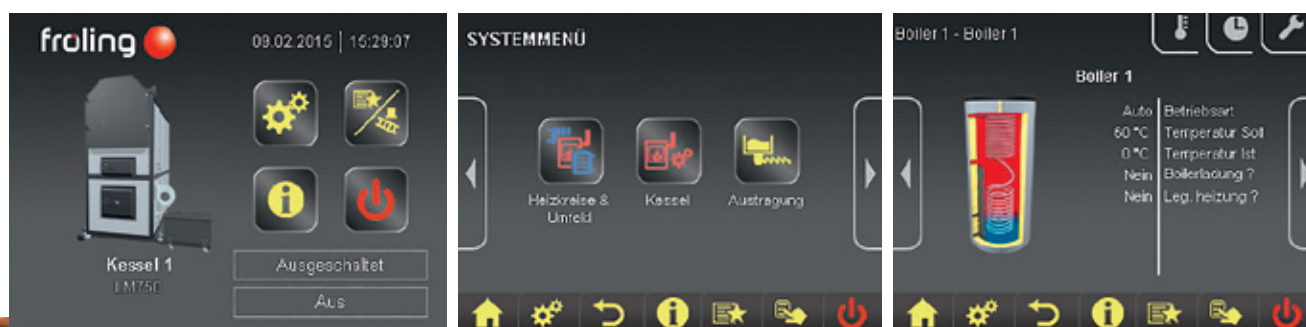 froling
09.02.2015 | 15:29:07
Kessel 1
LM750
Ausgeschaltet
Aus
SYSTEMMENÜ
Heizkreise &
Umfeld
Kessel
Austragung
Boiler 1 - Boiler 1
Boiler 1
Auto Betriebsart
60 °C Temperatur Soll
0 °C Temperatur Ist
Nein Boilerladung ?
Nein Leg. heizung ?